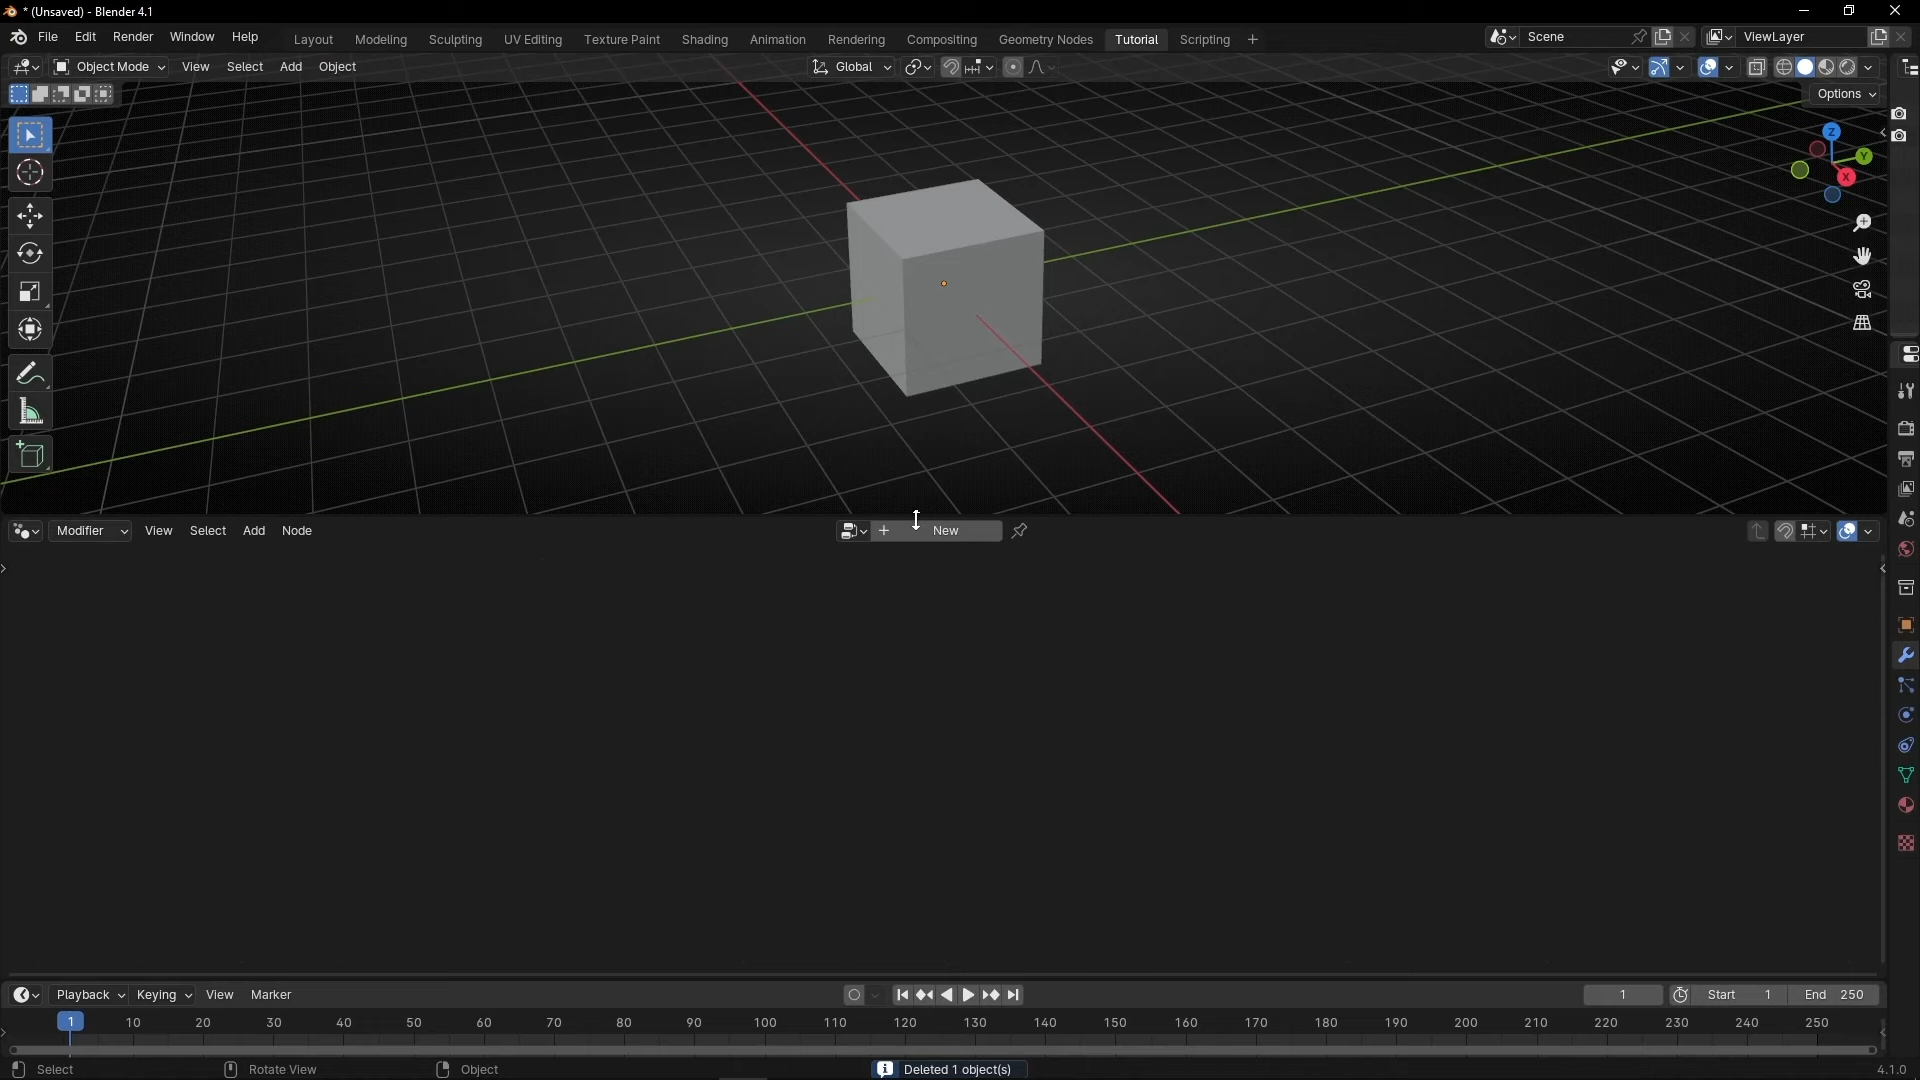 * (Unsaved) - Blender 4.1
File Edit Render Window Help Layout Modeling Sculpting UV Editing Texture Paint Shading Animation Rendering Compositing Geometry Nodes Tutorial Scripting + Scene ViewLayer
Object Mode View Select Add Object Global
Options
Z
Y
X
Modifier View Select Add Node + New
Playback Keying View Marker 1 Start 1 End 250
1 10 20 30 40 50 60 70 80 90 100 110 120 130 140 150 160 170 180 190 200 210 220 230 240 250
Select Rotate View Object Deleted 1 object(s) 4.1.0